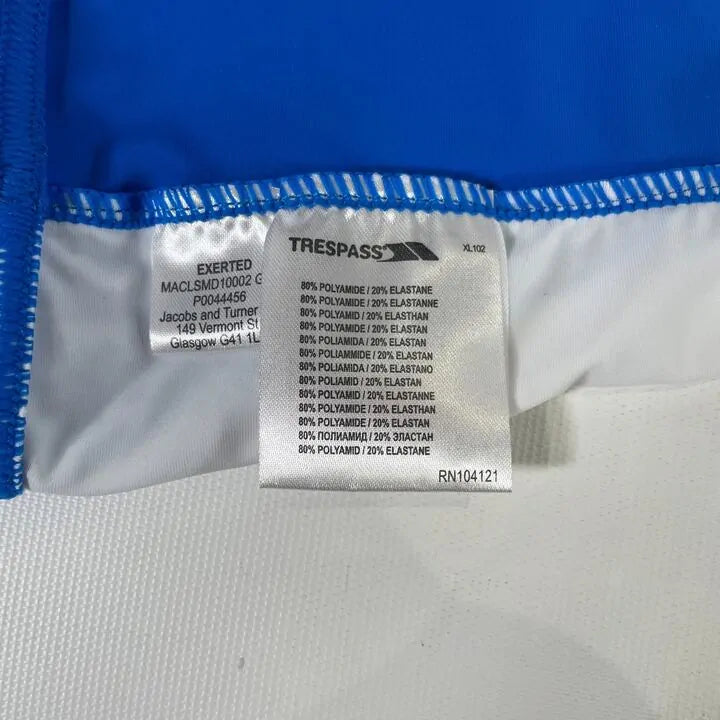 EXERTED
MACLSMD10002 G
P0044456
Jacobs and Turner
149 Vermont St
Glasgow G41 1L
TRESPASS
XL102
80% POLYAMIDE / 20% ELASTANE
80% POLYAMIDE / 20% ELASTANNE
80% POLYAMID / 20% ELASTHAN
80% POLYAMIDE / 20% ELASTAN
80% POLIAMIDA / 20% ELASTAN
80% POLIAMMIDE / 20% ELASTAN
80% POLIAMIDA / 20% ELASTANO
80% POLIAMID / 20% ELASTAN
80% POLYAMID / 20% ELASTANNE
80% POLYAMIDE / 20% ELASTHAN
80% POLYAMIDE / 20% ELASTAN
80% ПОЛИАМИД / 20% ЭЛАСТАН
80% POLYAMID / 20% ELASTANE
RN104121